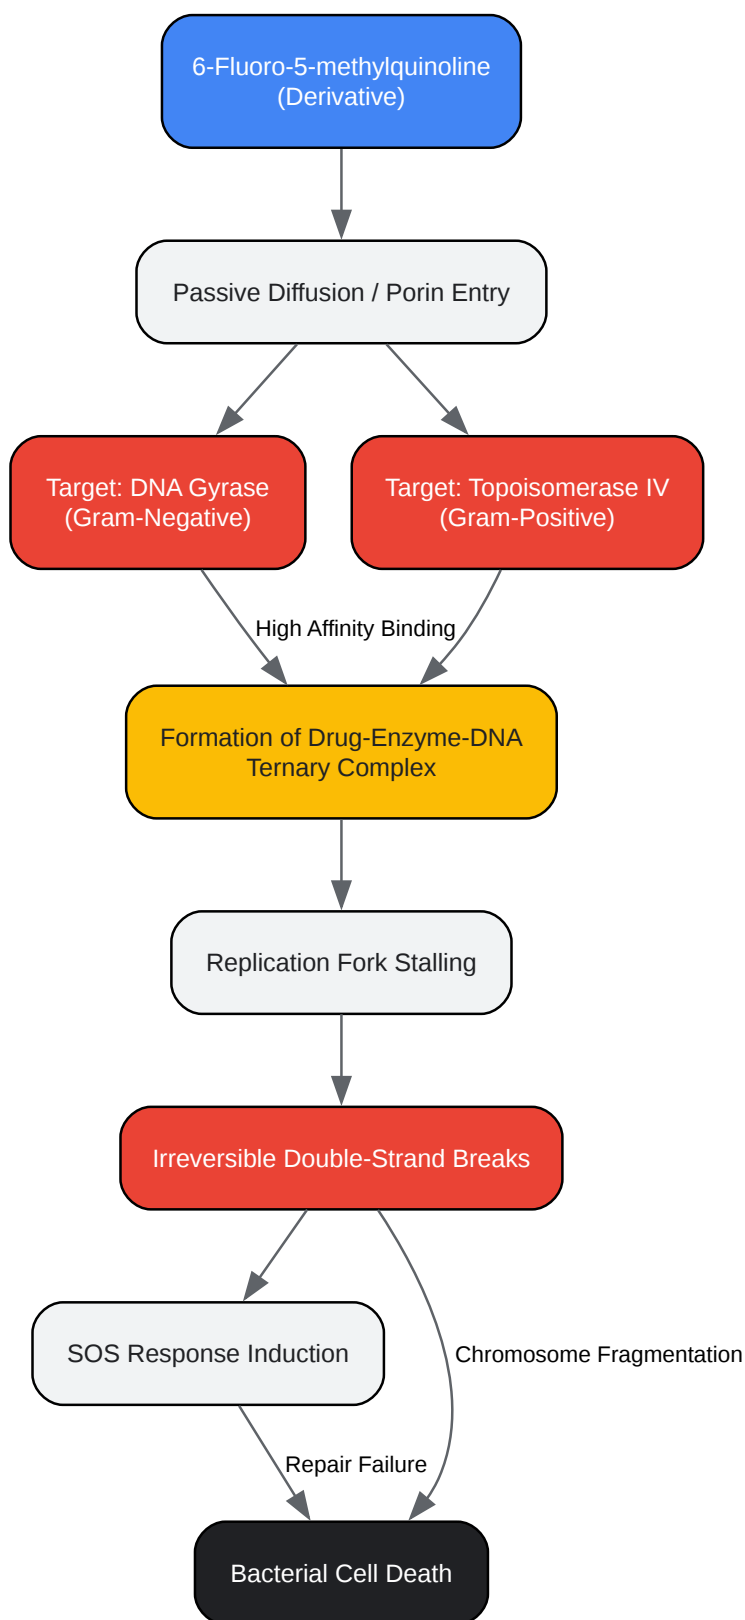 6-Fluoro-5-methylquinoline
(Derivative)
Passive Diffusion / Porin Entry
Target: DNA Gyrase
(Gram-Negative)
Target: Topoisomerase IV
(Gram-Positive)
High Affinity Binding
Formation of Drug-Enzyme-DNA
Ternary Complex
Replication Fork Stalling
Irreversible Double-Strand Breaks
SOS Response Induction
Chromosome Fragmentation
Repair Failure
Bacterial Cell Death